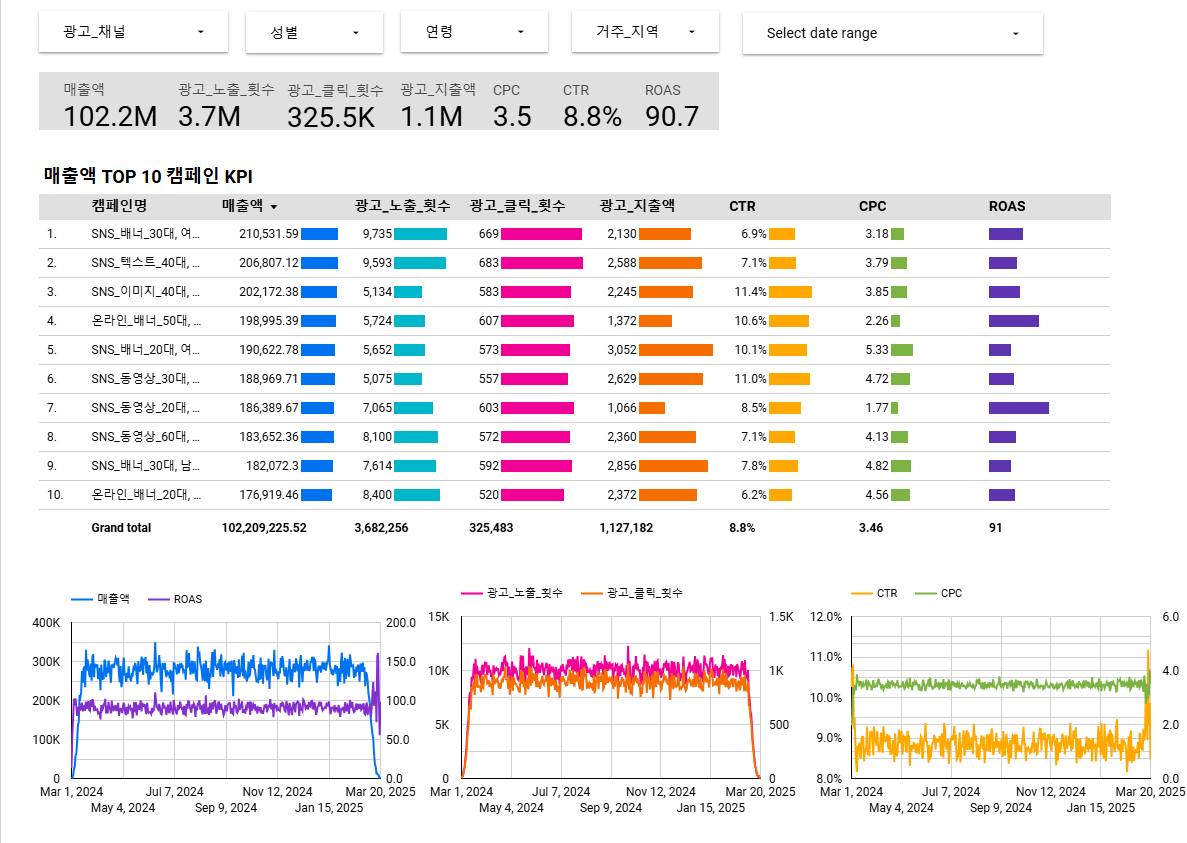 광고_채널 성별 연령 거주_지역 Select date range
매출액 광고_노출_횟수 광고_클릭_횟수 광고_지출액 CPC CTR ROAS
102.2M 3.7M 325.5K 1.1M 3.5 8.8% 90.7
매출액 TOP 10 캠페인 KPI
캠페인명 매출액 광고_노출_횟수 광고_클릭_횟수 광고_지출액 CTR CPC ROAS
1. SNS_배너_30대, 여... 210,531.59 9,735 669 2,130 6.9% 3.18
2. SNS_텍스트_40대, ... 206,807.12 9,593 683 2,588 7.1% 3.79
3. SNS_이미지_40대, ... 202,172.38 5,134 583 2,245 11.4% 3.85
4. 온라인_배너_50대, ... 198,995.39 5,724 607 1,372 10.6% 2.26
5. SNS_배너_20대, 여... 190,622.78 5,652 573 3,052 10.1% 5.33
6. SNS_동영상_30대, ... 188,969.71 5,075 557 2,629 11.0% 4.72
7. SNS_동영상_20대, ... 186,389.67 7,065 603 1,066 8.5% 1.77
8. SNS_동영상_60대, ... 183,652.36 8,100 572 2,360 7.1% 4.13
9. SNS_배너_30대, 남... 182,072.3 7,614 592 2,856 7.8% 4.82
10. 온라인_배너_20대, ... 176,919.46 8,400 520 2,372 6.2% 4.56
Grand total 102,209,225.52 3,682,256 325,483 1,127,182 8.8% 3.46 91
매출액 ROAS
400K 200.0
300K 150.0
200K 100.0
100K 50.0
0 0.0
Mar 1, 2024 Jul 7, 2024 Nov 12, 2024 Mar 20, 2025
May 4, 2024 Sep 9, 2024 Jan 15, 2025
광고_노출_횟수 광고_클릭_횟수
15K 1.5K
10K 1K
5K 500
0 0
Mar 1, 2024 Jul 7, 2024 Nov 12, 2024 Mar 20, 2025
May 4, 2024 Sep 9, 2024 Jan 15, 2025
CTR CPC
12.0% 6.0
11.0%
4.0
10.0%
2.0
9.0%
8.0% 0.0
Mar 1, 2024 Jul 7, 2024 Nov 12, 2024 Mar 20, 2025
May 4, 2024 Sep 9, 2024 Jan 15, 2025